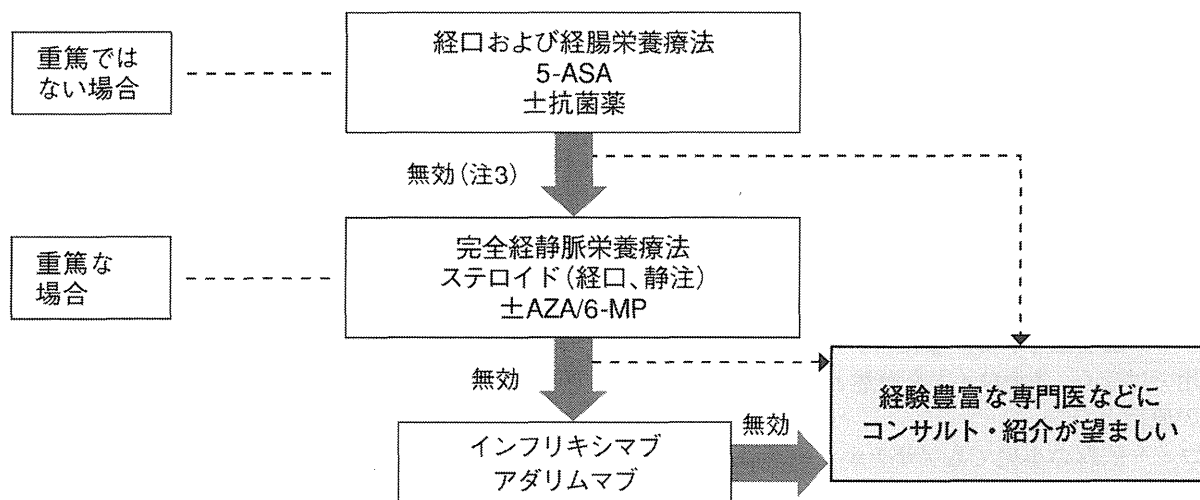 重篤では
ない場合
経口および経腸栄養療法
5-ASA
±抗菌薬
無効（注3）
重篤な
場合
完全経静脈栄養療法
ステロイド（経口、静注）
±AZA/6-MP
無効
経験豊富な専門医などに
コンサルト・紹介が望ましい
インフリキシマブ
アダリムマブ
無効